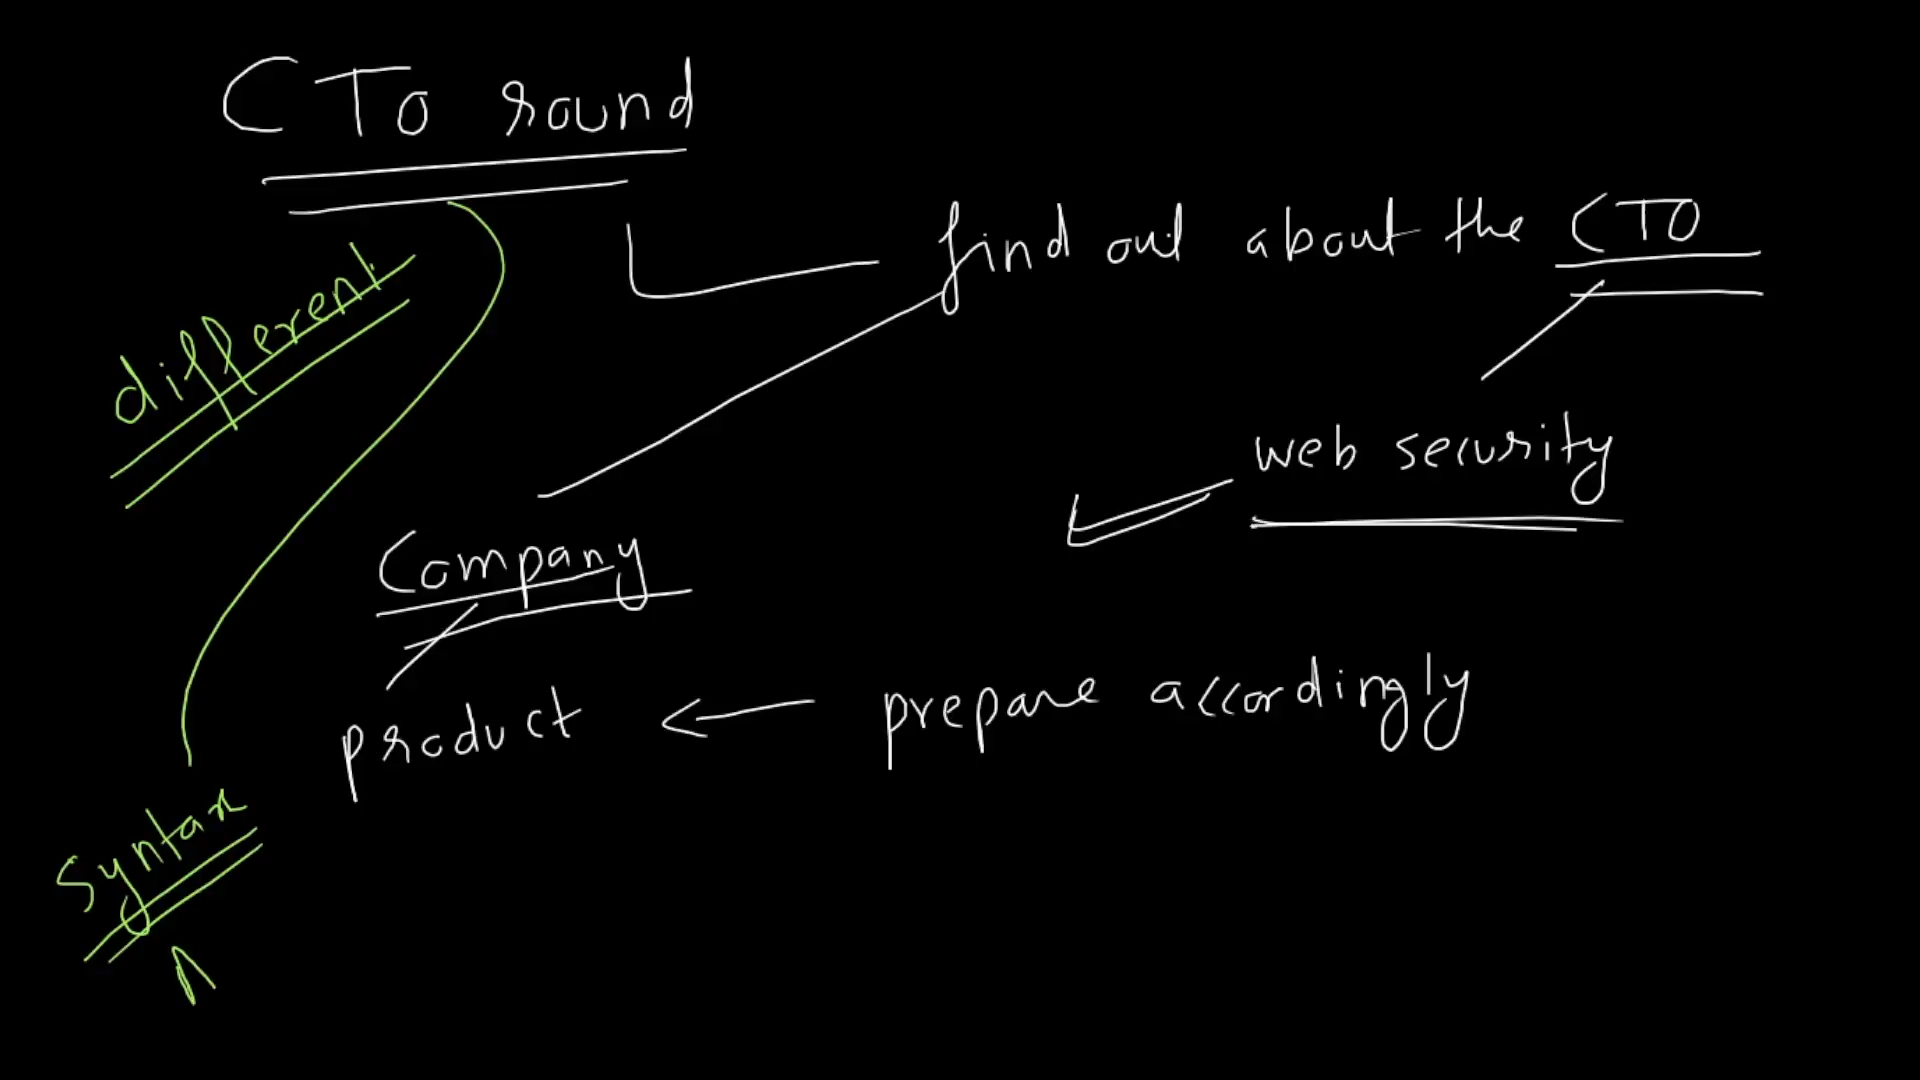 CTO round
find out about the CTO
different
web security
Company
prepare accordingly
product
syntax